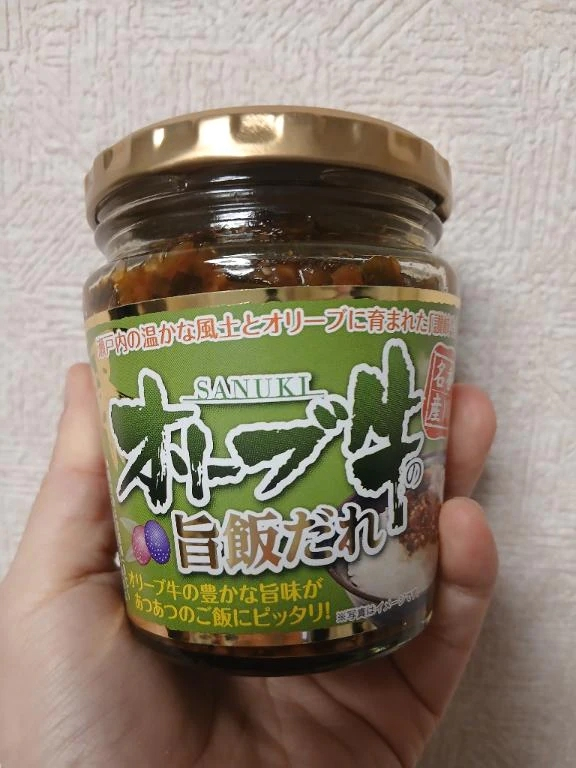 瀬戸内の温かな風土とオリーブに育まれた「讃岐
SANUKI
オリーブ牛の
名産
旨飯だれ
オリーブ牛の豊かな旨味が
あつあつのご飯にピッタリ!
※写真はイメージです